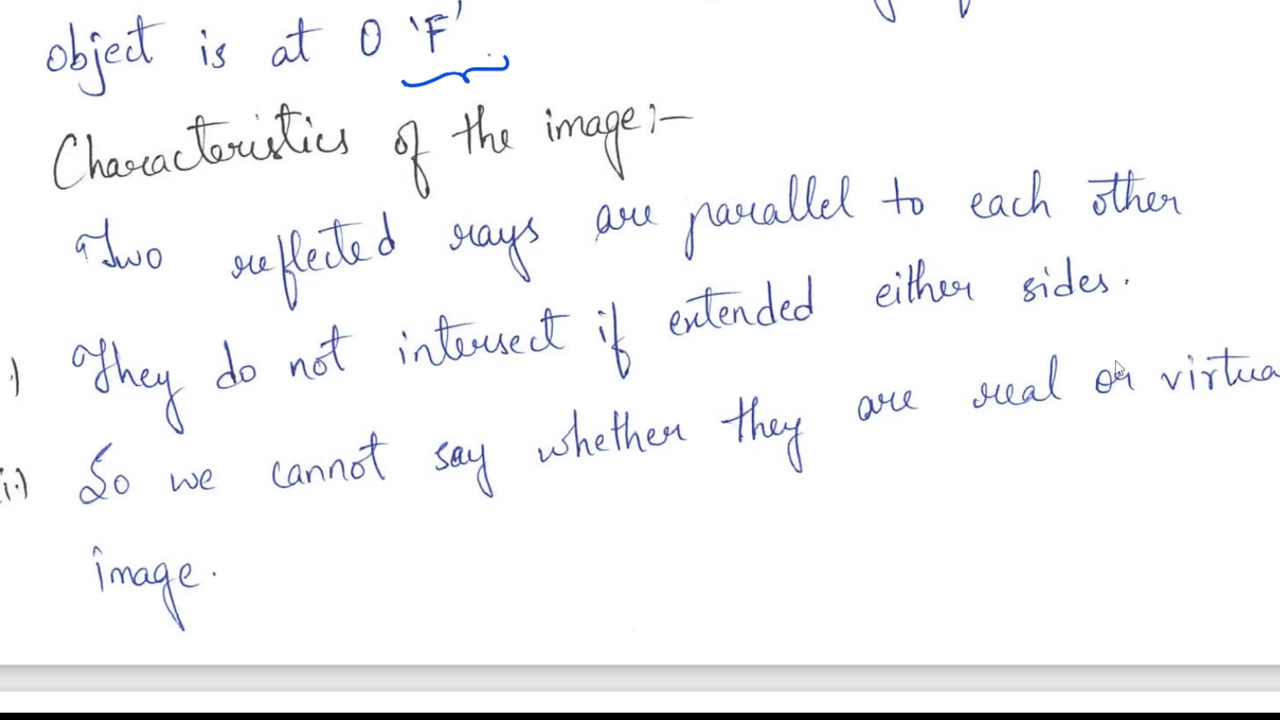 object is at O 'F'
Characteristics of the image:-
Two reflected rays are parallel to each other
i) They do not intersect if extended either sides.
ii) So we cannot say whether they are real or virtua
image.